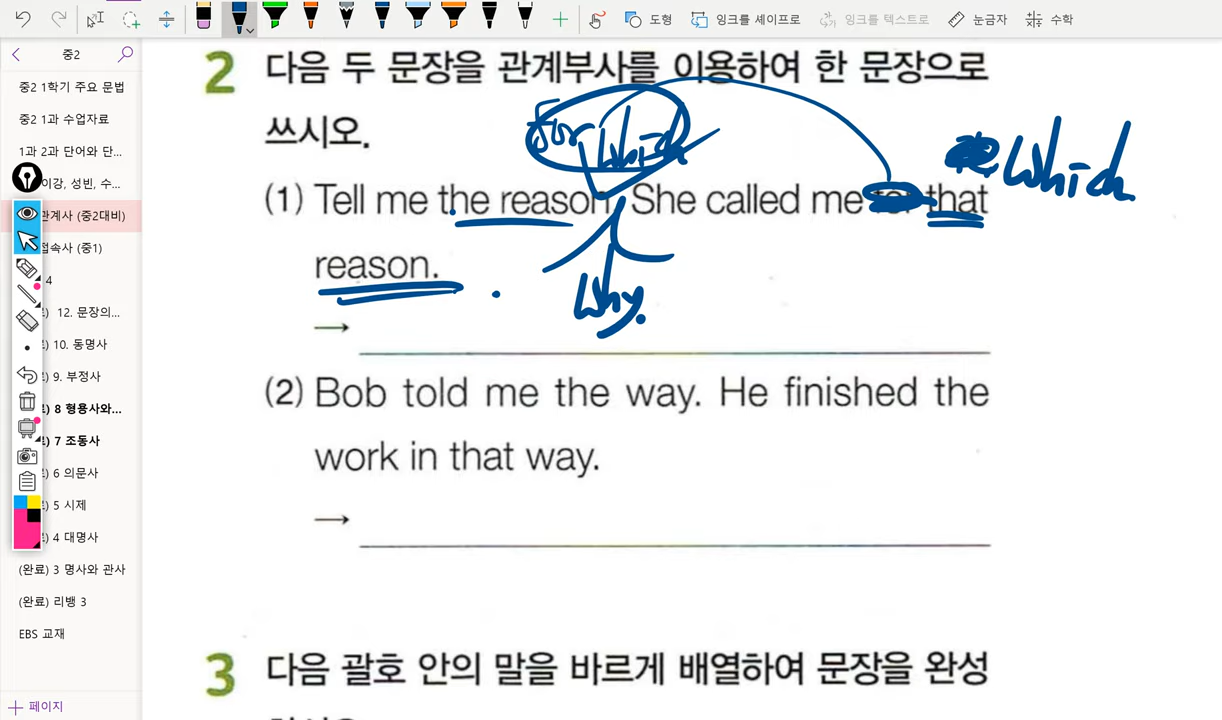 도형
잉크를 셰이프로
잉크를 텍스트로
눈금자
수학
중2
중2 1학기 주요 문법
중2 1과 수업자료
1과 2과 단어와 단...
이강, 성빈, 수...
관계사 (중2대비)
접속사 (중1)
4
) 12. 문장의...
) 10. 동명사
) 9. 부정사
) 8 형용사와...
) 7 조동사
) 6 의문사
) 5 시제
) 4 대명사
(완료) 3 명사와 관사
(완료) 리뱅 3
EBS 교재
페이지
2 다음 두 문장을 관계부사를 이용하여 한 문장으로
쓰시오.
For which
which
(1) Tell me the reason. She called me for that
reason.
why.
→
(2) Bob told me the way. He finished the
work in that way.
→
3 다음 괄호 안의 말을 바르게 배열하여 문장을 완성